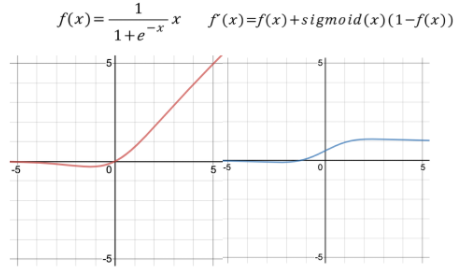 f(x)=1/(1+e^{-x}) x f'(x)=f(x)+sigmoid(x)(1−f(x))
5 5
-5 0 5 -5 0 5
-5 -5